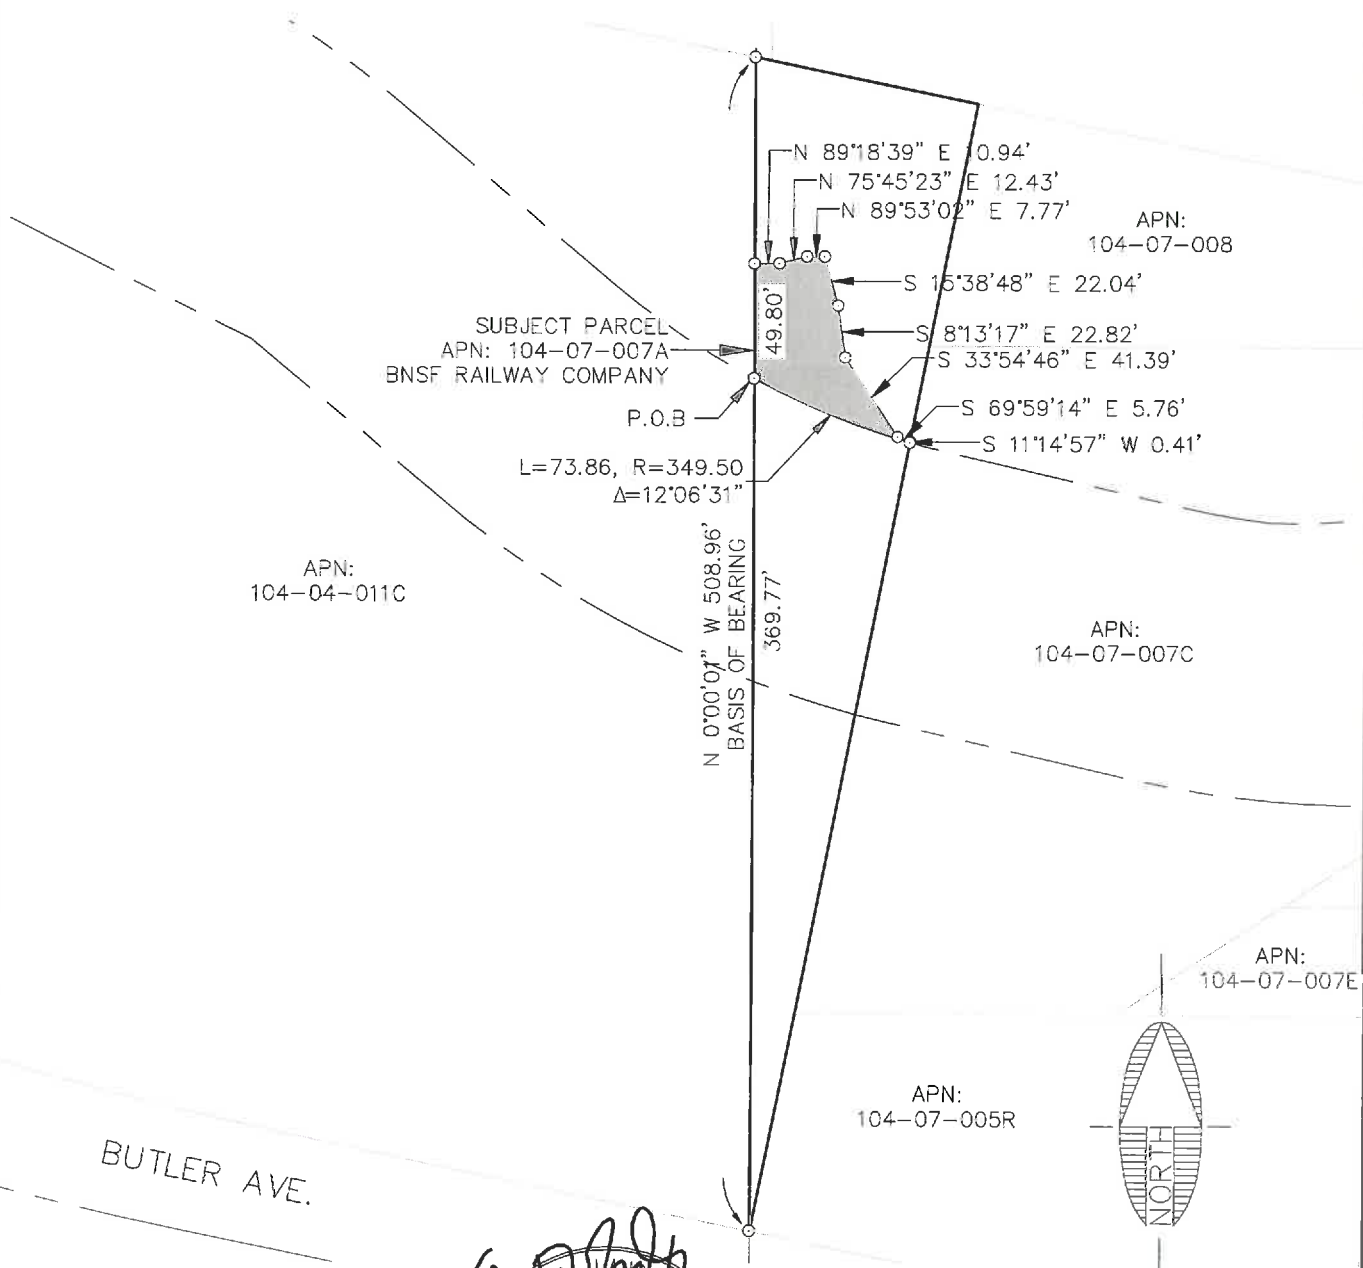 N 89°18'39" E 10.94'
N 75°45'23" E 12.43'
N 89°53'02" E 7.77'
APN:
104-07-008
S 15°38'48" E 22.04'
49.80'
SUBJECT PARCEL
APN: 104-07-007A
BNSF RAILWAY COMPANY
S 8°13'17" E 22.82'
S 33°54'46" E 41.39'
P.O.B
S 69°59'14" E 5.76'
S 11°14'57" W 0.41'
L=73.86, R=349.50
Δ=12°06'31"
N 0°00'01" W 508.96'
BASIS OF BEARING
369.77'
APN:
104-04-011C
APN:
104-07-007C
APN:
104-07-007E
APN:
104-07-005R
BUTLER AVE.
NORTH